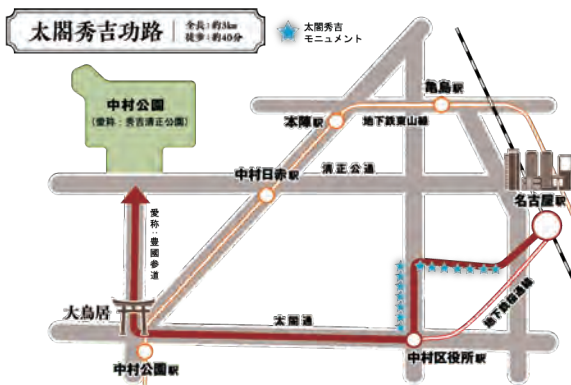 太閤秀吉功路
全長：約3km
徒歩：約40分
太閤秀吉
モニュメント
中村公園
(愛称：秀吉清正公園)
亀島駅
本陣駅
地下鉄東山線
中村日赤駅
清正公通
名古屋駅
愛称：豊國参道
大鳥居
太閤通
地下鉄桜通線
中村区役所駅
中村公園駅